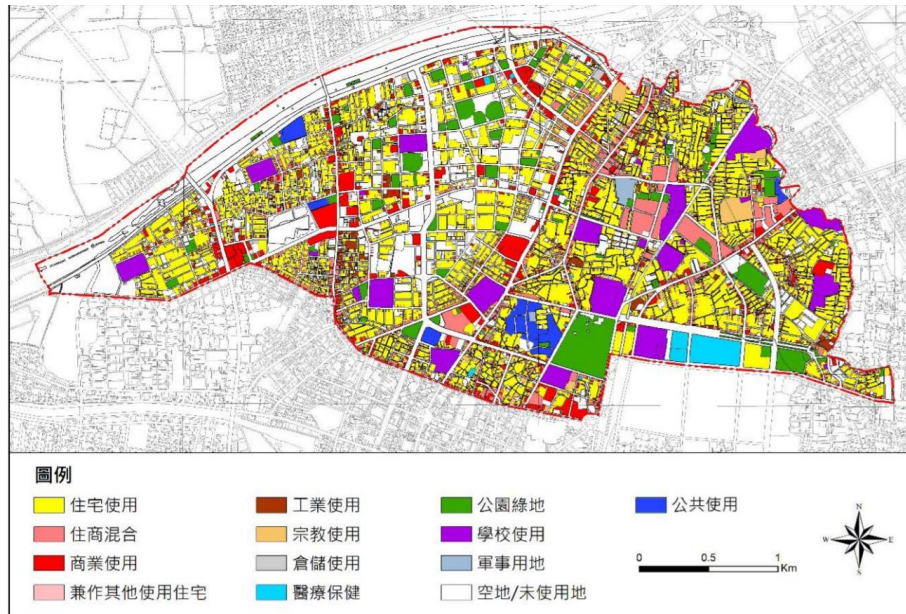 圖例
住宅使用
工業使用
公園綠地
公共使用
住商混合
宗教使用
學校使用
商業使用
倉儲使用
軍事用地
兼作其他使用住宅
醫療保健
空地/未使用地
N
W
E
S
0 0.5 1
Km